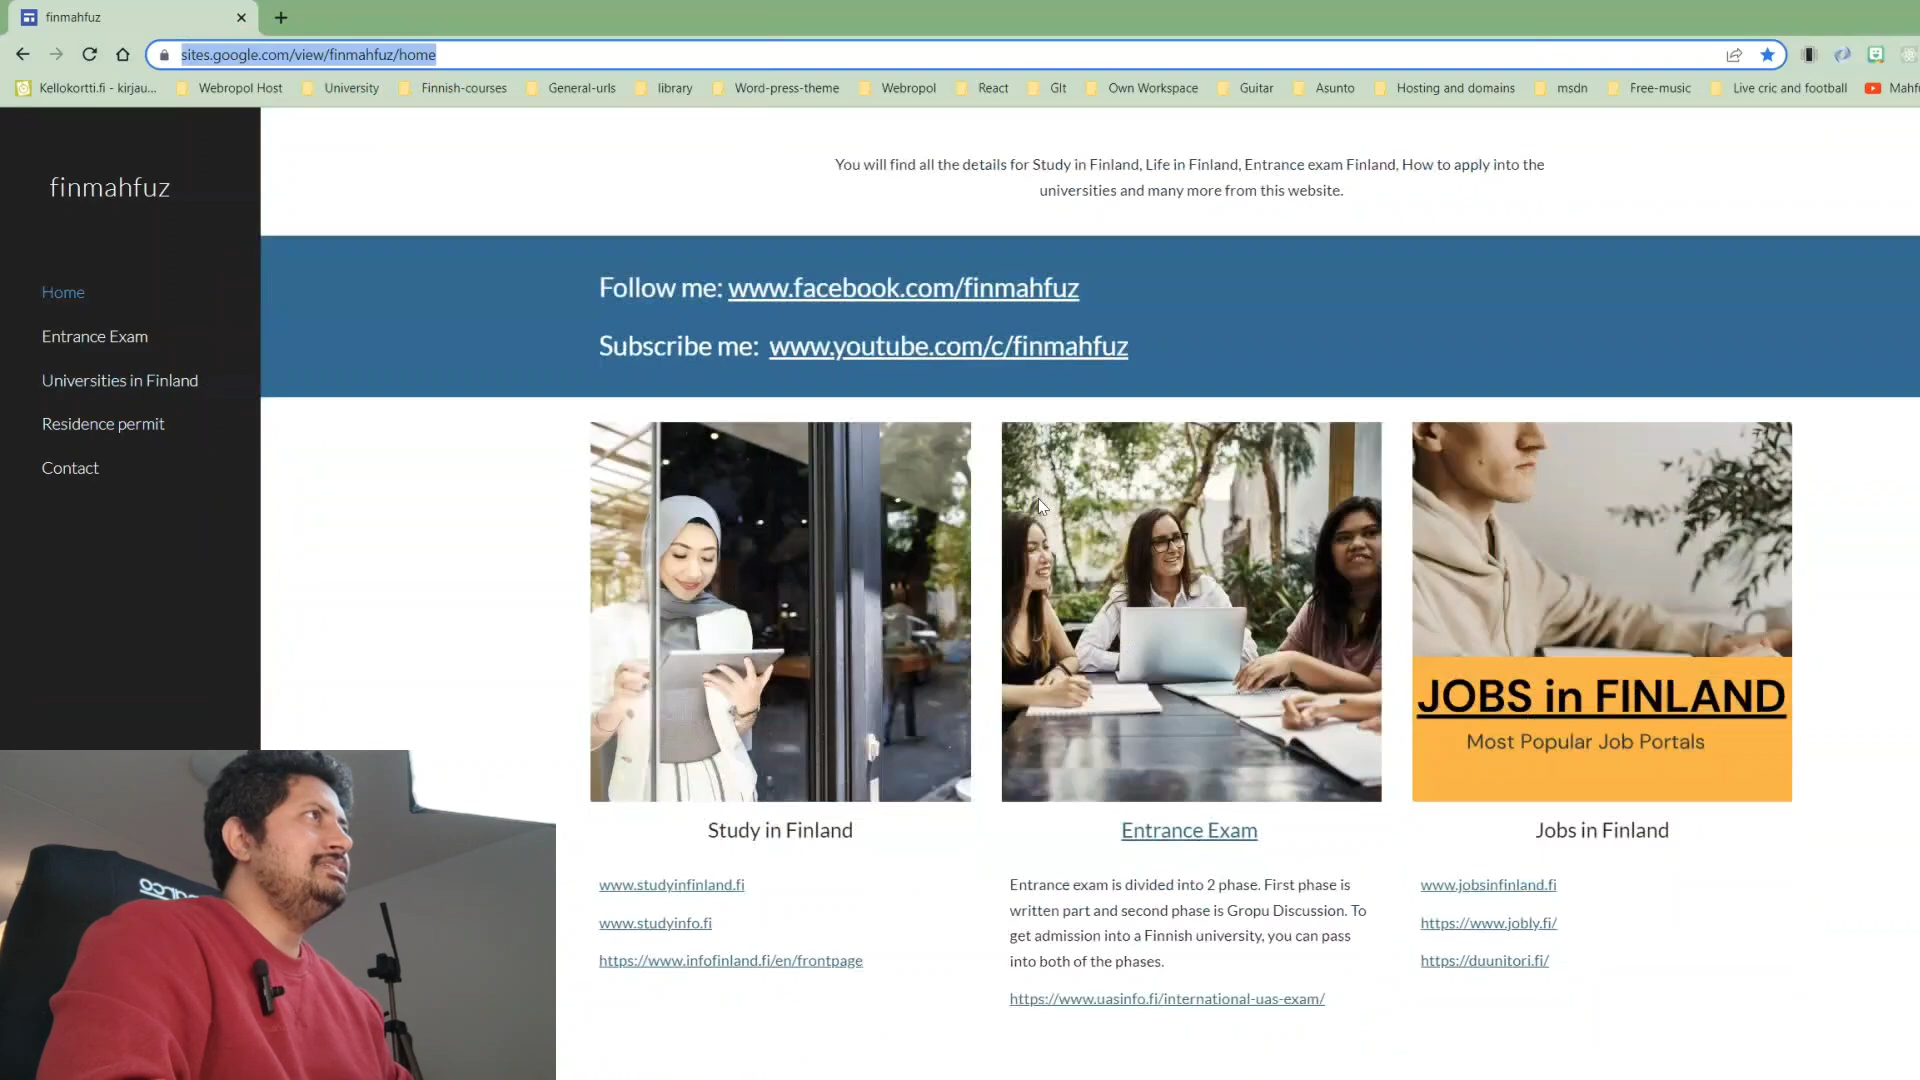 finmahfuz
sites.google.com/view/finmahfuz/home
Kellokortti.fi - kirjau...
Webropol Host
University
Finnish-courses
General-urls
library
Word-press-theme
Webropol
React
GIt
Own Workspace
Guitar
Asunto
Hosting and domains
msdn
Free-music
Live cric and football
finmahfuz
Home
Entrance Exam
Universities in Finland
Residence permit
Contact
You will find all the details for Study in Finland, Life in Finland, Entrance exam Finland, How to apply into the
universities and many more from this website.
Follow me: www.facebook.com/finmahfuz
Subscribe me: www.youtube.com/c/finmahfuz
JOBS in FINLAND
Most Popular Job Portals
Study in Finland
www.studyinfinland.fi
www.studyinfo.fi
https://www.infofinland.fi/en/frontpage
Entrance Exam
Entrance exam is divided into 2 phase. First phase is
written part and second phase is Gropu Discussion. To
get admission into a Finnish university, you can pass
into both of the phases.
https://www.uasinfo.fi/international-uas-exam/
Jobs in Finland
www.jobsinfinland.fi
https://www.jobly.fi/
https://duunitori.fi/